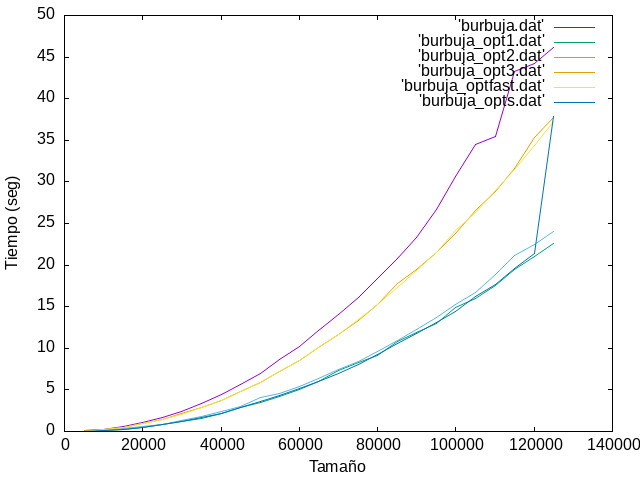 50
45
40
35
30
25
20
15
10
5
0
Tiempo (seg)
'burbuja.dat'
'burbuja_opt1.dat'
'burbuja_opt2.dat'
'burbuja_opt3.dat'
'burbuja_optfast.dat'
'burbuja_opts.dat'
0 20000 40000 60000 80000 100000 120000 140000
Tamaño